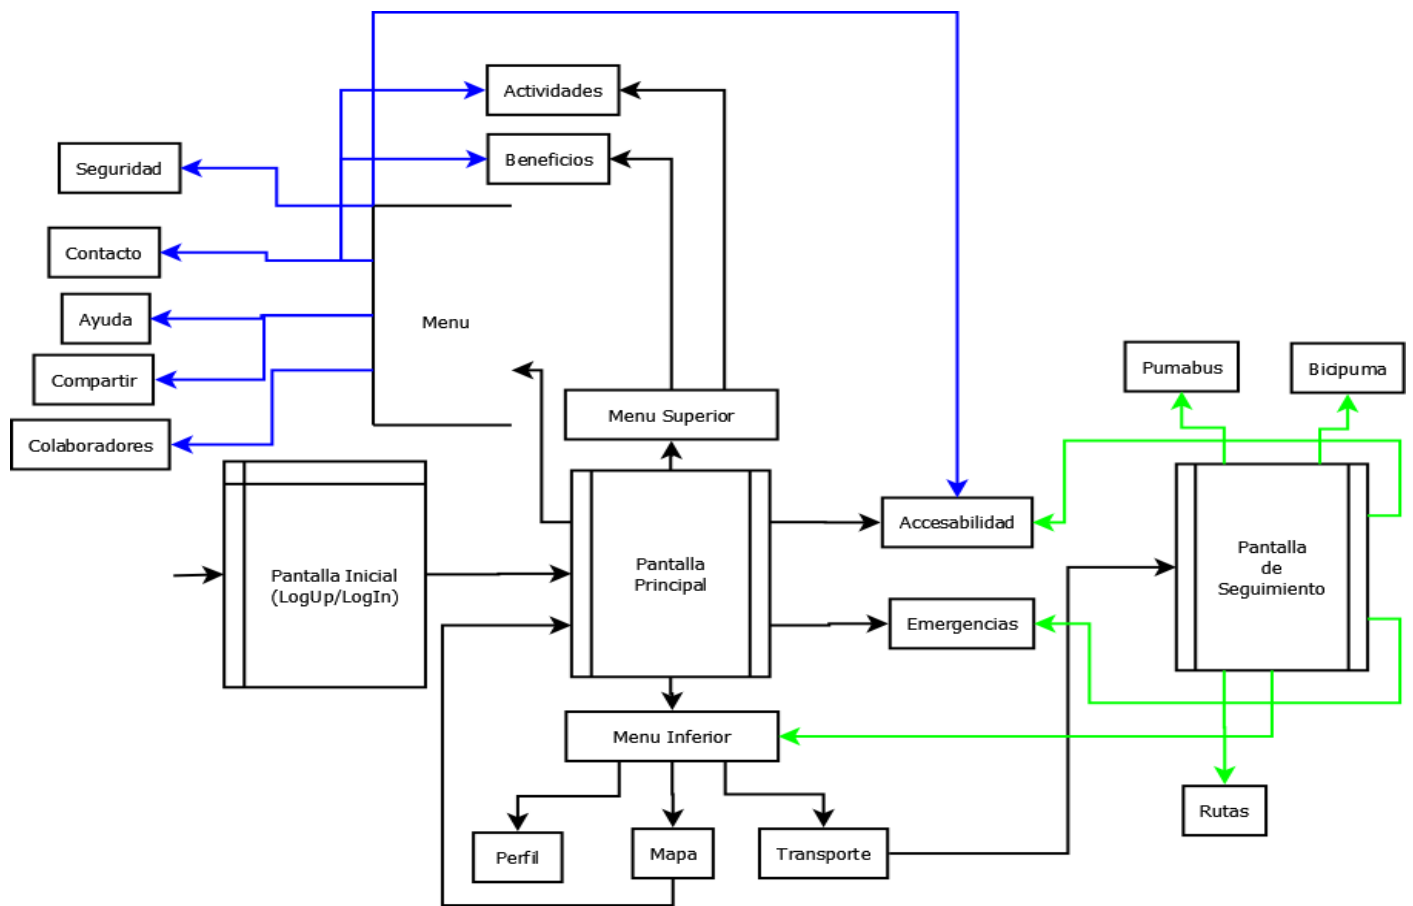 Actividades
Beneficios
Seguridad
Contacto
Ayuda
Menu
Compartir
Pumabus
Bicipuma
Menu Superior
Colaboradores
Accesabilidad
Pantalla Inicial
(LogUp/LogIn)
Pantalla
Principal
Pantalla
de
Seguimiento
Emergencias
Menu Inferior
Rutas
Perfil
Mapa
Transporte